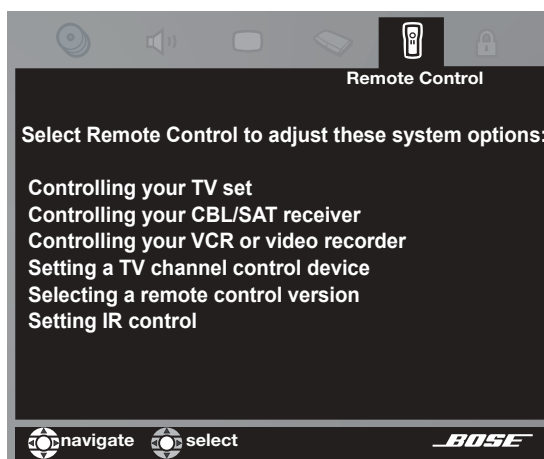 Remote Control
Select Remote Control to adjust these system options:
Controlling your TV set
Controlling your CBL/SAT receiver
Controlling your VCR or video recorder
Setting a TV channel control device
Selecting a remote control version
Setting IR control
navigate select BOSE